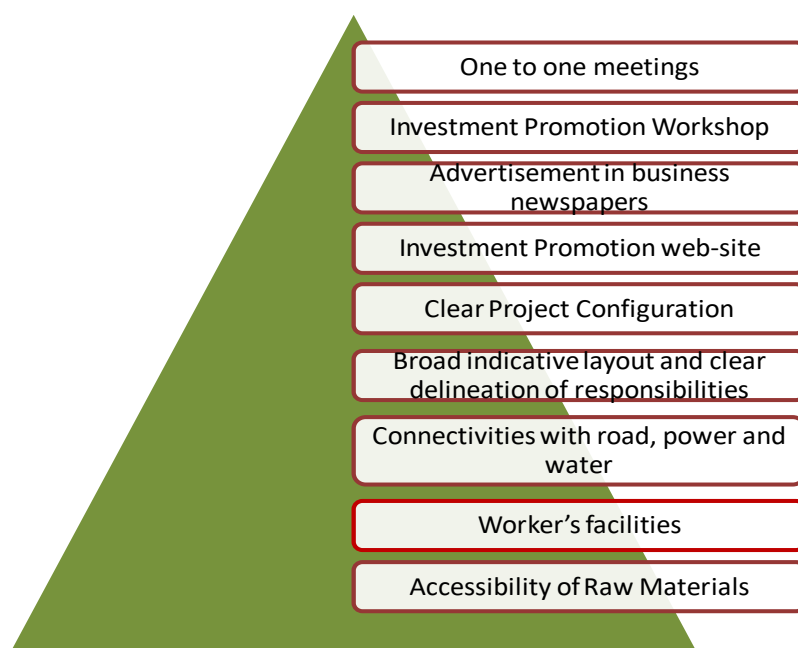 One to one meetings
Investment Promotion Workshop
Advertisement in business
newspapers
Investment Promotion web-site
Clear Project Configuration
Broad indicative layout and clear
delineation of responsibilities
Connectivities with road, power and
water
Worker’s facilities
Accessibility of Raw Materials